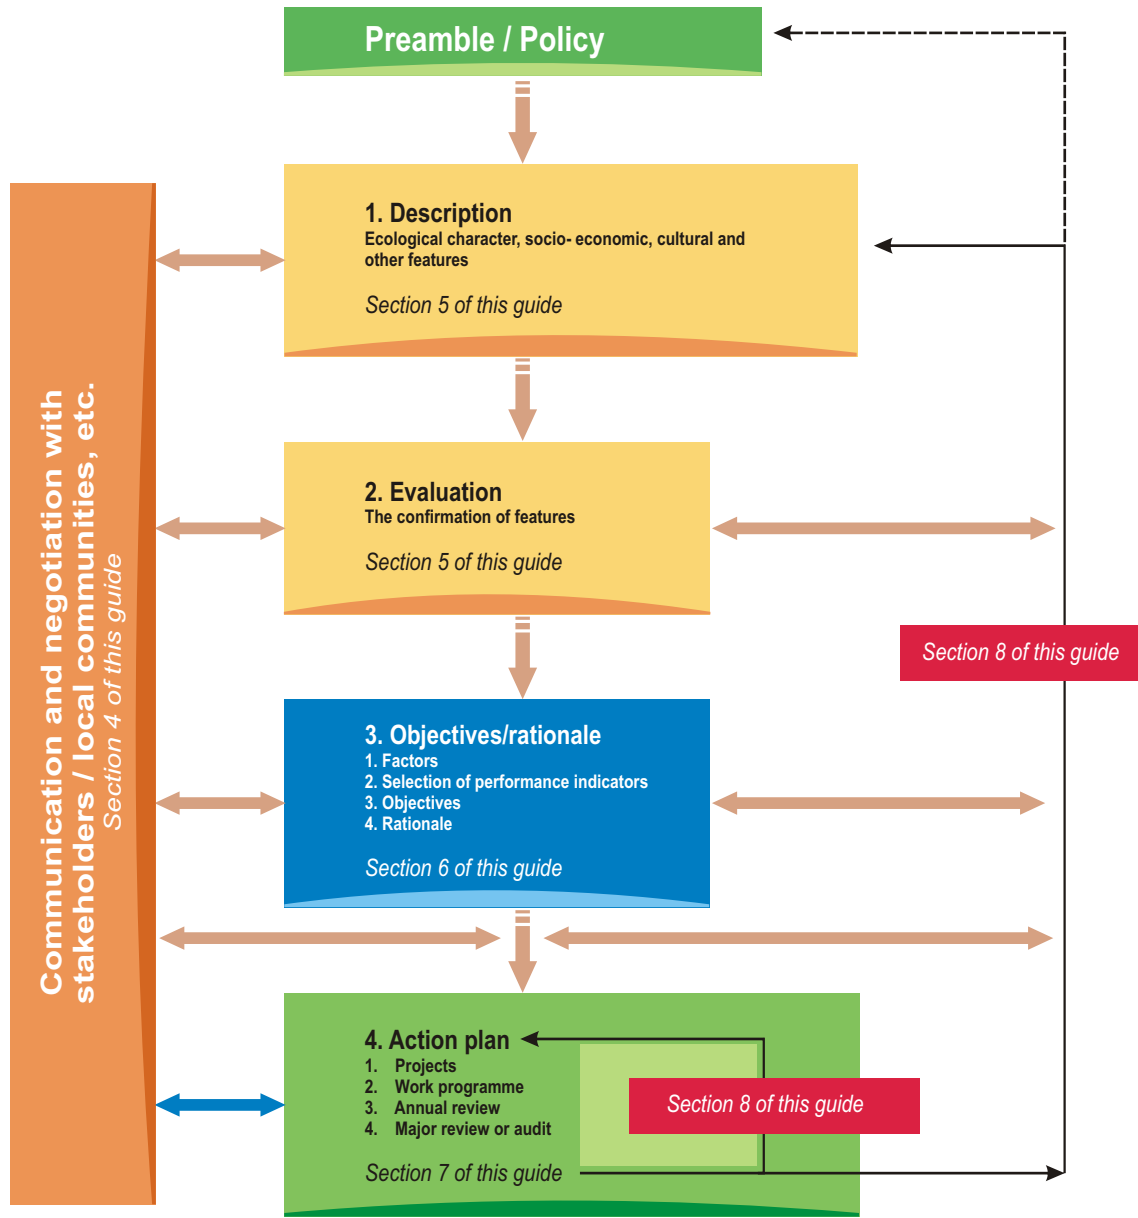 Preamble / Policy
1. Description
Ecological character, socio- economic, cultural and
other features
Section 5 of this guide
Communication and negotiation with
stakeholders / local communities, etc.
Section 4 of this guide
2. Evaluation
The confirmation of features
Section 5 of this guide
Section 8 of this guide
3. Objectives/rationale
1. Factors
2. Selection of performance indicators
3. Objectives
4. Rationale
Section 6 of this guide
4. Action plan
1. Projects
2. Work programme
3. Annual review
4. Major review or audit
Section 8 of this guide
Section 7 of this guide